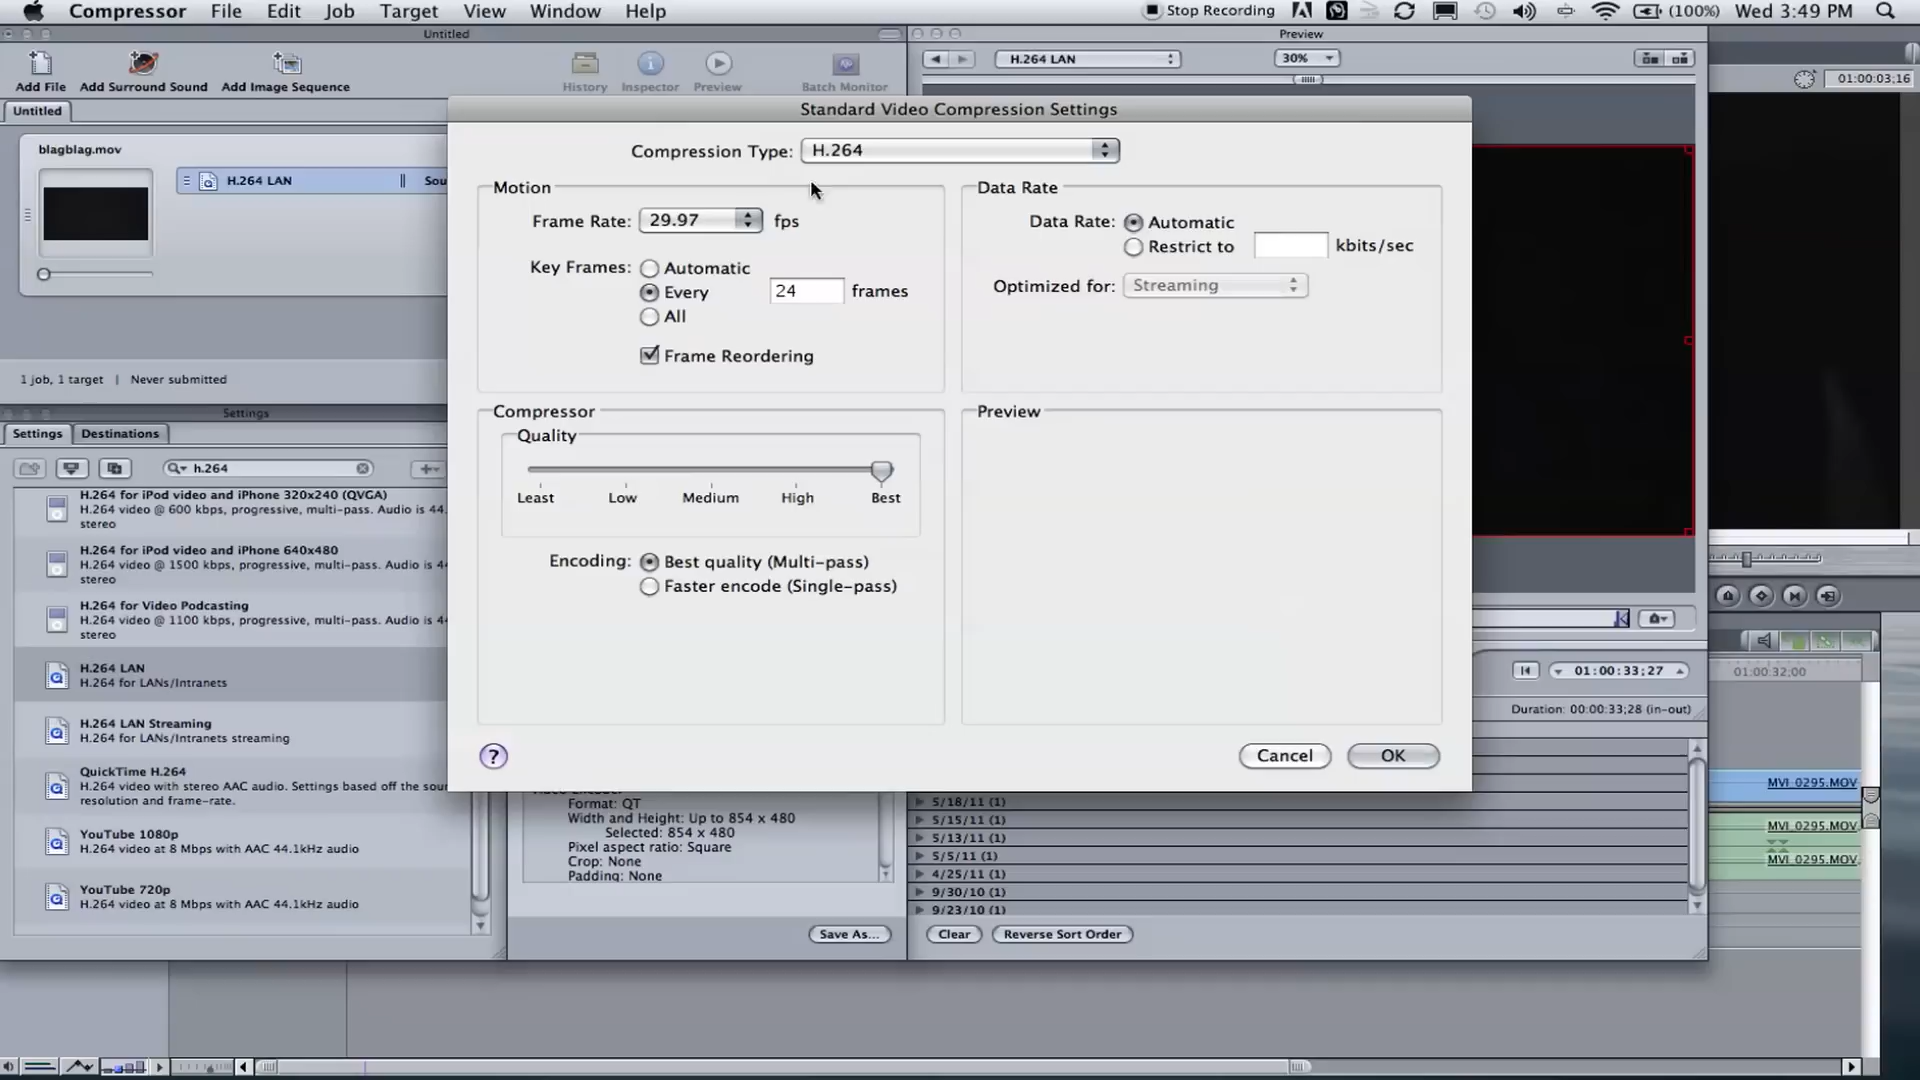 Compressor File Edit Job Target View Window Help
Stop Recording (100%) Wed 3:49 PM
Untitled
Add File Add Surround Sound Add Image Sequence History Inspector Preview Batch Monitor
Untitled
blagblag.mov
H.264 LAN Sou
1 job, 1 target | Never submitted
Settings
Settings Destinations
h.264
H.264 for iPod video and iPhone 320x240 (QVGA)
H.264 video @ 600 kbps, progressive, multi-pass. Audio is 44.
stereo
H.264 for iPod video and iPhone 640x480
H.264 video @ 1500 kbps, progressive, multi-pass. Audio is 4
stereo
H.264 for Video Podcasting
H.264 video @ 1100 kbps, progressive, multi-pass. Audio is 4
stereo
H.264 LAN
H.264 for LANs/Intranets
H.264 LAN Streaming
H.264 for LANs/Intranets streaming
QuickTime H.264
H.264 video with stereo AAC audio. Settings based off the sou
resolution and frame-rate.
YouTube 1080p
H.264 video at 8 Mbps with AAC 44.1kHz audio
YouTube 720p
H.264 video at 8 Mbps with AAC 44.1kHz audio
Standard Video Compression Settings
Compression Type: H.264
Motion
Frame Rate: 29.97 fps
Key Frames: Automatic
Every 24 frames
All
Frame Reordering
Data Rate
Data Rate: Automatic
Restrict to kbits/sec
Optimized for: Streaming
Compressor
Quality
Least Low Medium High Best
Encoding: Best quality (Multi-pass)
Faster encode (Single-pass)
Preview
? Cancel OK
Format: QT
Width and Height: Up to 854 x 480
Selected: 854 x 480
Pixel aspect ratio: Square
Crop: None
Padding: None
Save As...
Preview
H.264 LAN 30%
01:00:03;16
01:00:33;27
01:00:32;00
Duration: 00:00:33;28 (in-out)
5/18/11 (1)
5/15/11 (1)
5/13/11 (1)
5/5/11 (1)
4/25/11 (1)
9/30/10 (1)
9/23/10 (1)
Clear Reverse Sort Order
MVI_0295.MOV
MVI_0295.MOV
MVI_0295.MOV